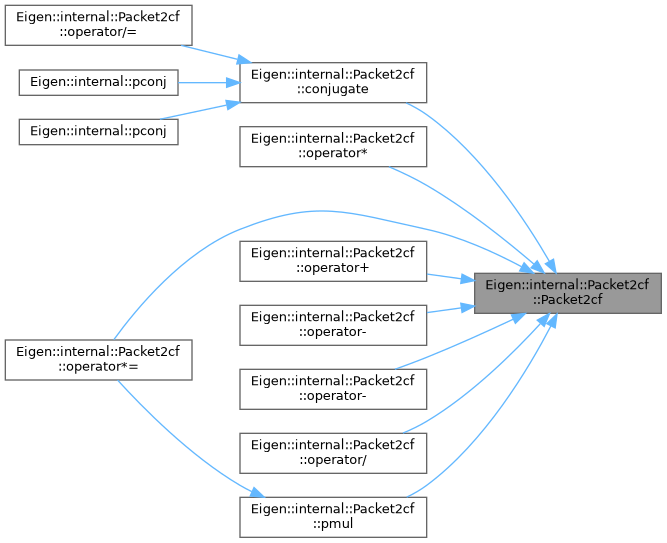 Eigen::internal::Packet2cf
::operator/=
Eigen::internal::pconj
Eigen::internal::pconj
Eigen::internal::Packet2cf
::conjugate
Eigen::internal::Packet2cf
::operator*
Eigen::internal::Packet2cf
::operator+
Eigen::internal::Packet2cf
::operator-
Eigen::internal::Packet2cf
::operator-
Eigen::internal::Packet2cf
::operator/
Eigen::internal::Packet2cf
::pmul
Eigen::internal::Packet2cf
::operator*=
Eigen::internal::Packet2cf
::Packet2cf